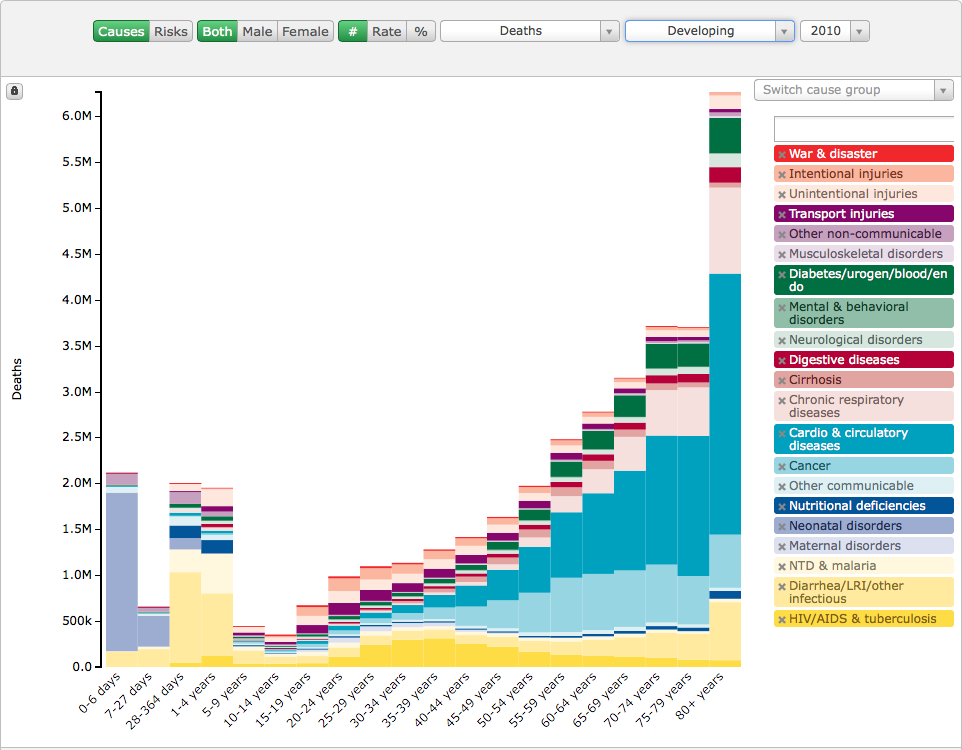 Causes Risks Both Male Female # Rate % Deaths Developing 2010
Switch cause group
6.0M
5.5M
5.0M
4.5M
4.0M
3.5M
3.0M
2.5M
2.0M
1.5M
1.0M
500k
0.0
Deaths
0-6 days
7-27 days
28-364 days
1-4 years
5-9 years
10-14 years
15-19 years
20-24 years
25-29 years
30-34 years
35-39 years
40-44 years
45-49 years
50-54 years
55-59 years
60-64 years
65-69 years
70-74 years
75-79 years
80+ years
× War & disaster
× Intentional injuries
× Unintentional injuries
× Transport injuries
× Other non-communicable
× Musculoskeletal disorders
× Diabetes/urogen/blood/en
do
× Mental & behavioral
disorders
× Neurological disorders
× Digestive diseases
× Cirrhosis
× Chronic respiratory
diseases
× Cardio & circulatory
diseases
× Cancer
× Other communicable
× Nutritional deficiencies
× Neonatal disorders
× Maternal disorders
× NTD & malaria
× Diarrhea/LRI/other
infectious
× HIV/AIDS & tuberculosis